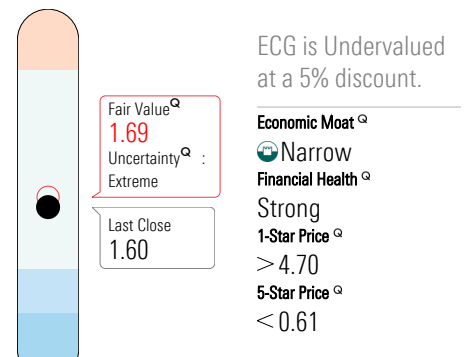 Fair Value Q
1.69
Uncertainty Q :
Extreme
Last Close
1.60
ECG is Undervalued
at a 5% discount.
Economic Moat Q
Narrow
Financial Health Q
Strong
1-Star Price Q
>4.70
5-Star Price Q
<0.61